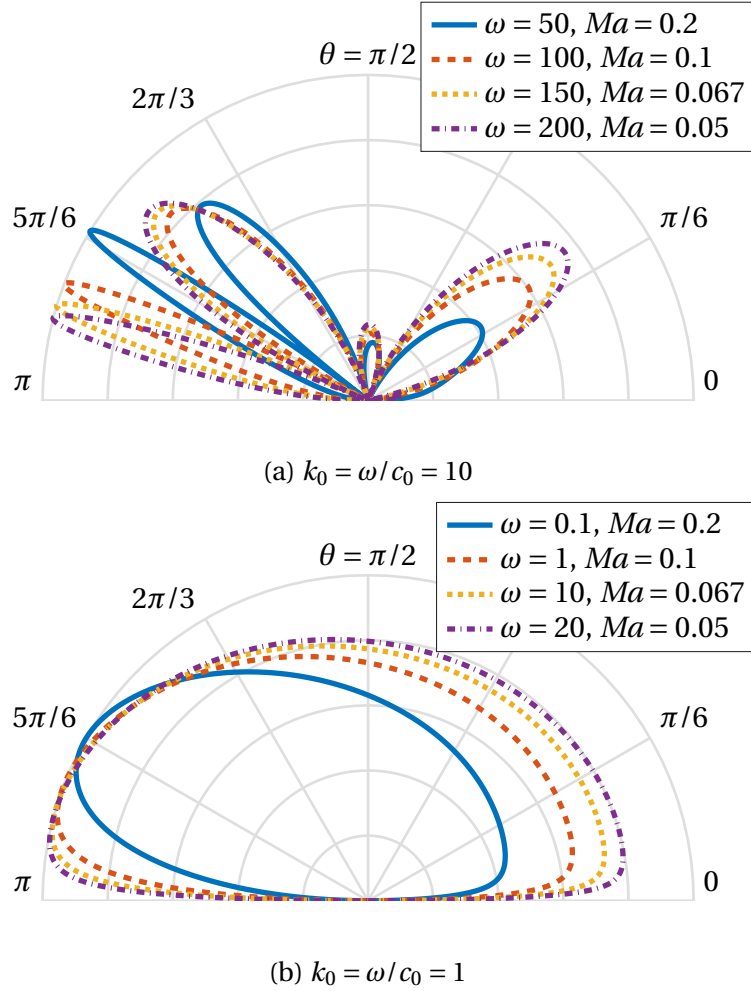 ω = 50, Ma = 0.2
ω = 100, Ma = 0.1
ω = 150, Ma = 0.067
ω = 200, Ma = 0.05
θ = π/2
2π/3
5π/6
π/6
π
0
(a) k₀ = ω/c₀ = 10
ω = 0.1, Ma = 0.2
ω = 1, Ma = 0.1
ω = 10, Ma = 0.067
ω = 20, Ma = 0.05
θ = π/2
2π/3
5π/6
π/6
π
0
(b) k₀ = ω/c₀ = 1